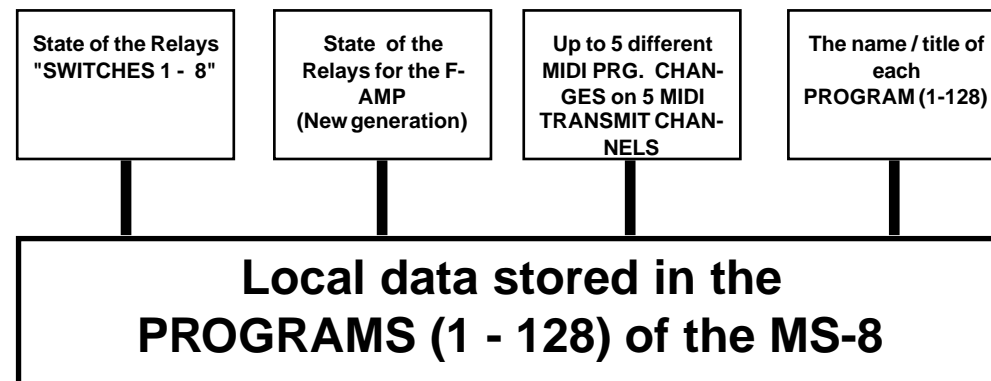 State of the Relays
"SWITCHES 1 - 8"
State of the
Relays for the F-
AMP
(New generation)
Up to 5 different
MIDI PRG. CHAN-
GES on 5 MIDI
TRANSMIT CHAN-
NELS
The name / title of
each
PROGRAM (1-128)
Local data stored in the
PROGRAMS (1 - 128) of the MS-8